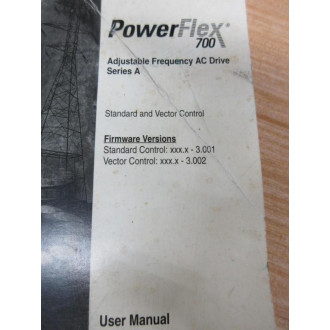 PowerFlex®
700
Adjustable Frequency AC Drive
Series A
Standard and Vector Control
Firmware Versions
Standard Control: xxx.x - 3.001
Vector Control: xxx.x - 3.002
User Manual